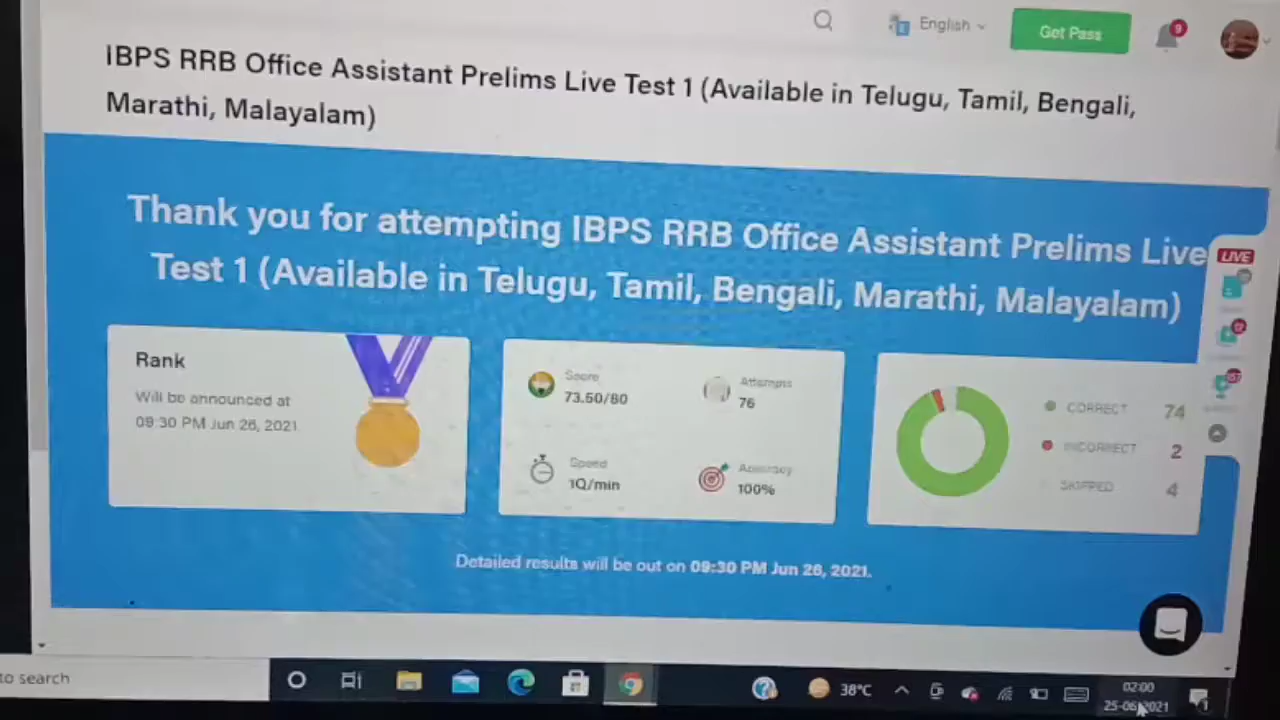 English
Get Pass
9
IBPS RRB Office Assistant Prelims Live Test 1 (Available in Telugu, Tamil, Bengali,
Marathi, Malayalam)
Thank you for attempting IBPS RRB Office Assistant Prelims Live
Test 1 (Available in Telugu, Tamil, Bengali, Marathi, Malayalam)
LIVE
Rank
Will be announced at
09:30 PM Jun 26, 2021
Score
73.50/80
Attempts
76
Speed
1Q/min
Accuracy
100%
CORRECT 74
INCORRECT 2
SKIPPED 4
Detailed results will be out on 09:30 PM Jun 26, 2021.
to search
38°C
02:00
25-06-2021